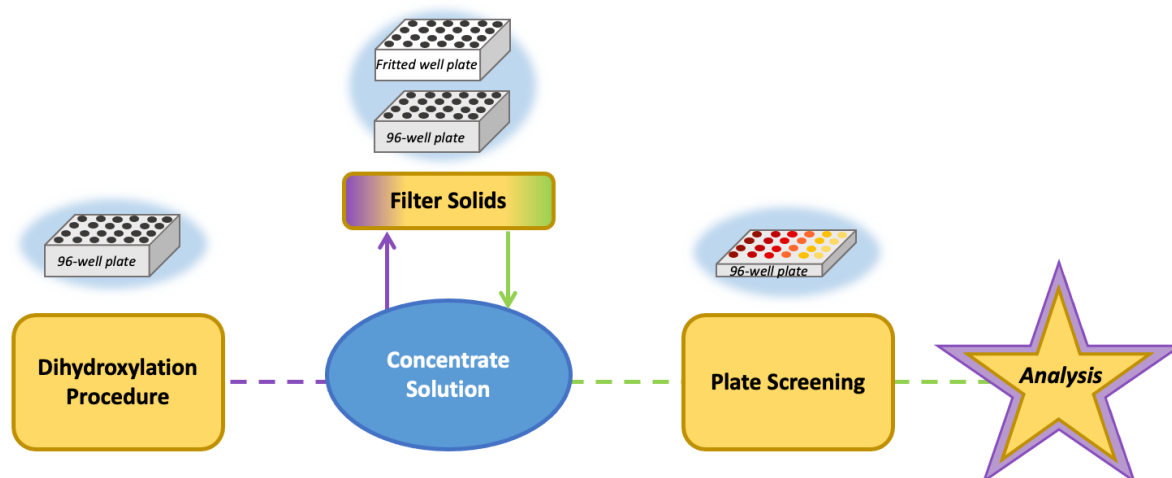 Fritted well plate
96-well plate
Filter Solids
96-well plate
96-well plate
Dihydroxylation
Procedure
Concentrate
Solution
Plate Screening
Analysis